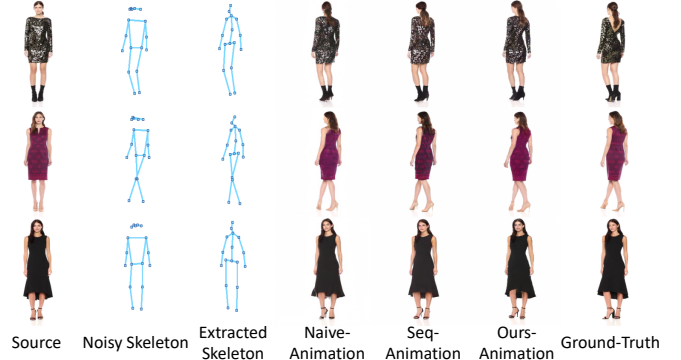 Source
Noisy Skeleton
Extracted
Skeleton
Naive-
Animation
Seq-
Animation
Ours-
Animation
Ground-Truth